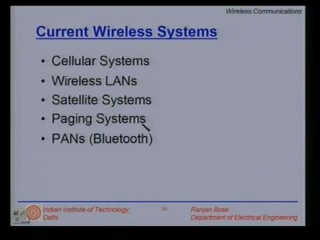 Wireless Communications
Current Wireless Systems
• Cellular Systems
• Wireless LANs
• Satellite Systems
• Paging Systems
• PANs (Bluetooth)
Indian Institute of Technology, Ranjan Bose
Delhi Department of Electrical Engineering